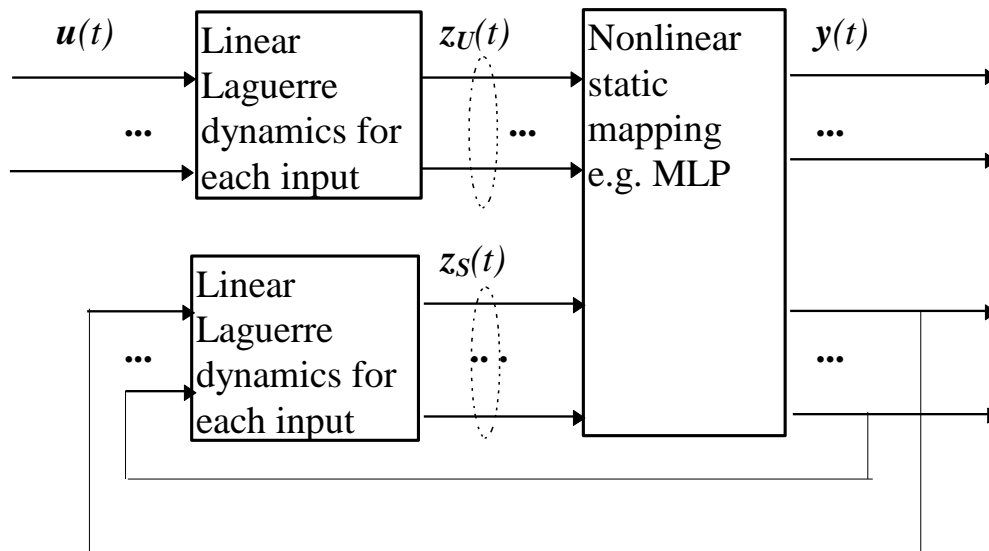 u(t)
Linear
Laguerre
dynamics for
each input
z_U(t)
Nonlinear
static
mapping
e.g. MLP
y(t)
...
...
...
z_S(t)
Linear
Laguerre
dynamics for
each input
...
...
...